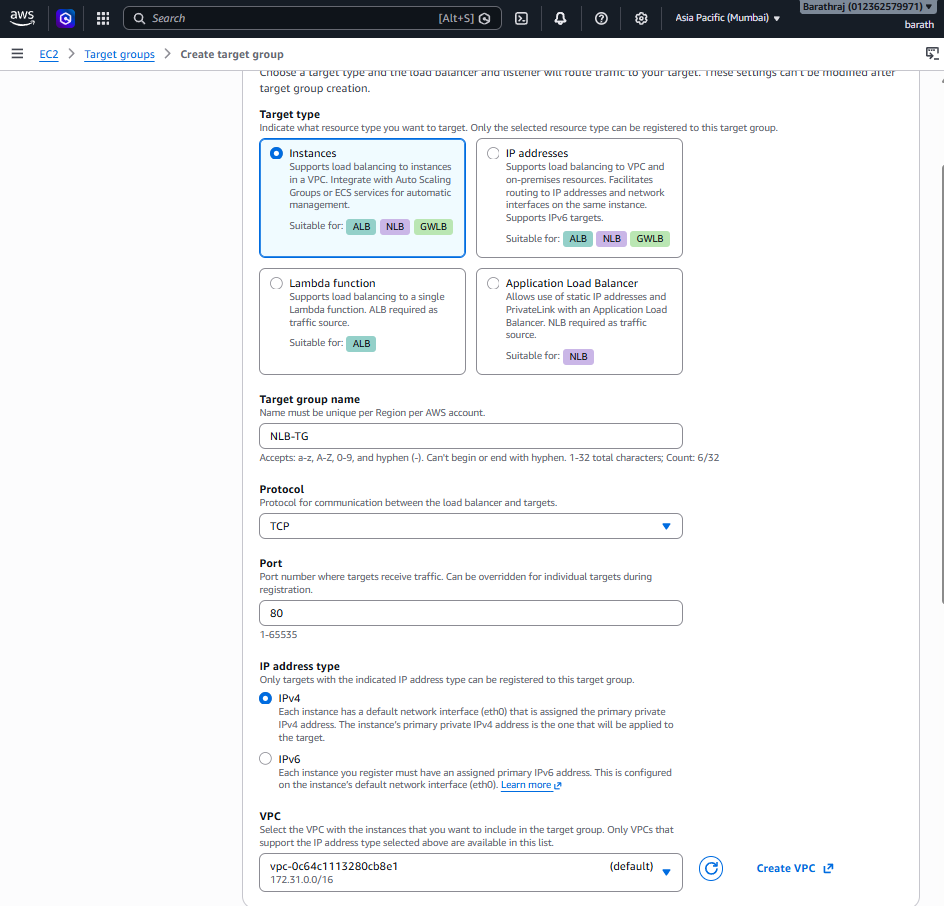 aws
Search
[Alt+S]
Asia Pacific (Mumbai)
Barathraj (012362579971)
barath
EC2
Target groups
Create target group
Choose a target type and the load balancer and listener will route traffic to your target. These settings can't be modified after
target group creation.
Target type
Indicate what resource type you want to target. Only the selected resource type can be registered to this target group.
Instances
Supports load balancing to instances
in a VPC. Integrate with Auto Scaling
Groups or ECS services for automatic
management.
Suitable for: ALB NLB GWLB
IP addresses
Supports load balancing to VPC and
on-premises resources. Facilitates
routing to IP addresses and network
interfaces on the same instance.
Supports IPv6 targets.
Suitable for: ALB NLB GWLB
Lambda function
Supports load balancing to a single
Lambda function. ALB required as
traffic source.
Suitable for: ALB
Application Load Balancer
Allows use of static IP addresses and
PrivateLink with an Application Load
Balancer. NLB required as traffic
source.
Suitable for: NLB
Target group name
Name must be unique per Region per AWS account.
NLB-TG
Accepts: a-z, A-Z, 0-9, and hyphen (-). Can't begin or end with hyphen. 1-32 total characters; Count: 6/32
Protocol
Protocol for communication between the load balancer and targets.
TCP
Port
Port number where targets receive traffic. Can be overridden for individual targets during
registration.
80
1-65535
IP address type
Only targets with the indicated IP address type can be registered to this target group.
IPv4
Each instance has a default network interface (eth0) that is assigned the primary private
IPv4 address. The instance's primary private IPv4 address is the one that will be applied to
the target.
IPv6
Each instance you register must have an assigned primary IPv6 address. This is configured
on the instance's default network interface (eth0). Learn more
VPC
Select the VPC with the instances that you want to include in the target group. Only VPCs that
support the IP address type selected above are available in this list.
vpc-0c64c1113280cb8e1 (default)
172.31.0.0/16
Create VPC